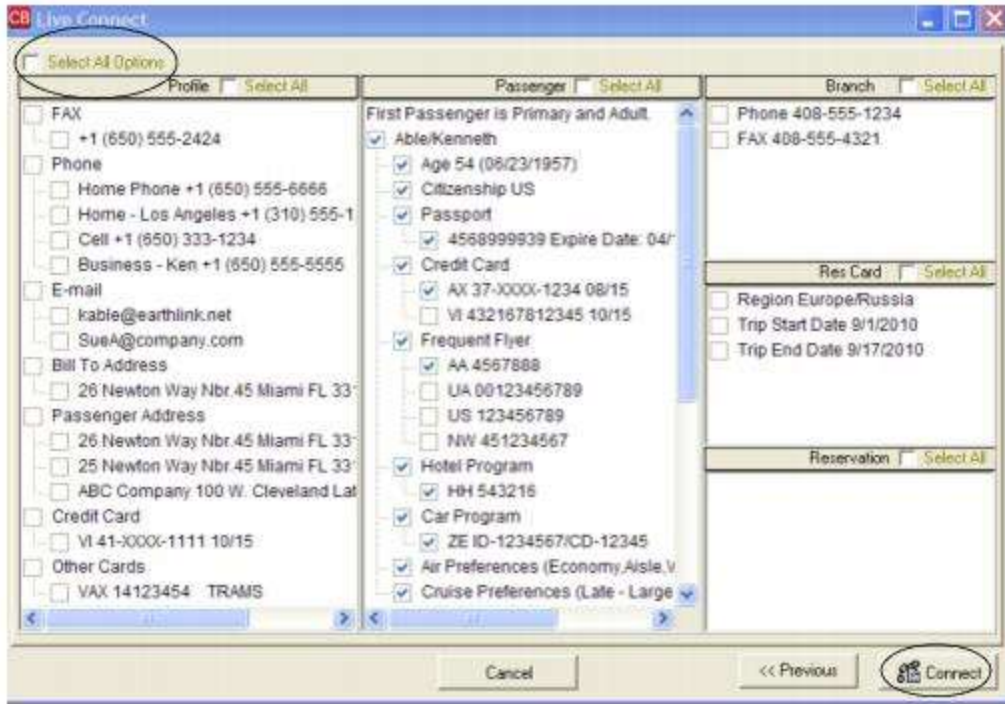 CB Live Connect
Select All Options
Profile Select All
FAX
+1 (650) 555-2424
Phone
Home Phone +1 (650) 555-6666
Home - Los Angeles +1 (310) 555-1
Cell +1 (650) 333-1234
Business - Ken +1 (650) 555-5555
E-mail
kable@earthlink.net
SueA@company.com
Bill To Address
26 Newton Way Nbr.45 Miami FL 331
Passenger Address
26 Newton Way Nbr.45 Miami FL 331
25 Newton Way Nbr.45 Miami FL 331
ABC Company 100 W. Cleveland Lat
Credit Card
VI 41-XXXX-1111 10/15
Other Cards
VAX 14123454 TRAMS
Passenger Select All
First Passenger is Primary and Adult.
Able/Kenneth
Age 54 (06/23/1957)
Citizenship US
Passport
4568999939 Expire Date: 04/
Credit Card
AX 37-XXXX-1234 08/15
VI 432167812345 10/15
Frequent Flyer
AA 4567888
UA 00123456789
US 123456789
NW 451234567
Hotel Program
HH 543216
Car Program
ZE ID-1234567/CD-12345
Air Preferences (Economy,Aisle,V
Cruise Preferences (Late - Large
Branch Select All
Phone 408-555-1234
FAX 408-555-4321
Res Card Select All
Region Europe/Russia
Trip Start Date 9/1/2010
Trip End Date 9/17/2010
Reservation Select All
Cancel
<< Previous
Connect